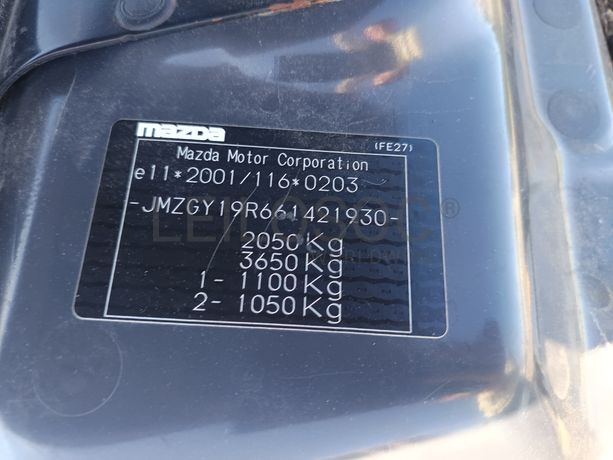 mazda
(FE27)
Mazda Motor Corporation
e11*2001/116*0203
-JMZGY19R661421930-
2050Kg
3650Kg
1- 1100Kg
2- 1050Kg